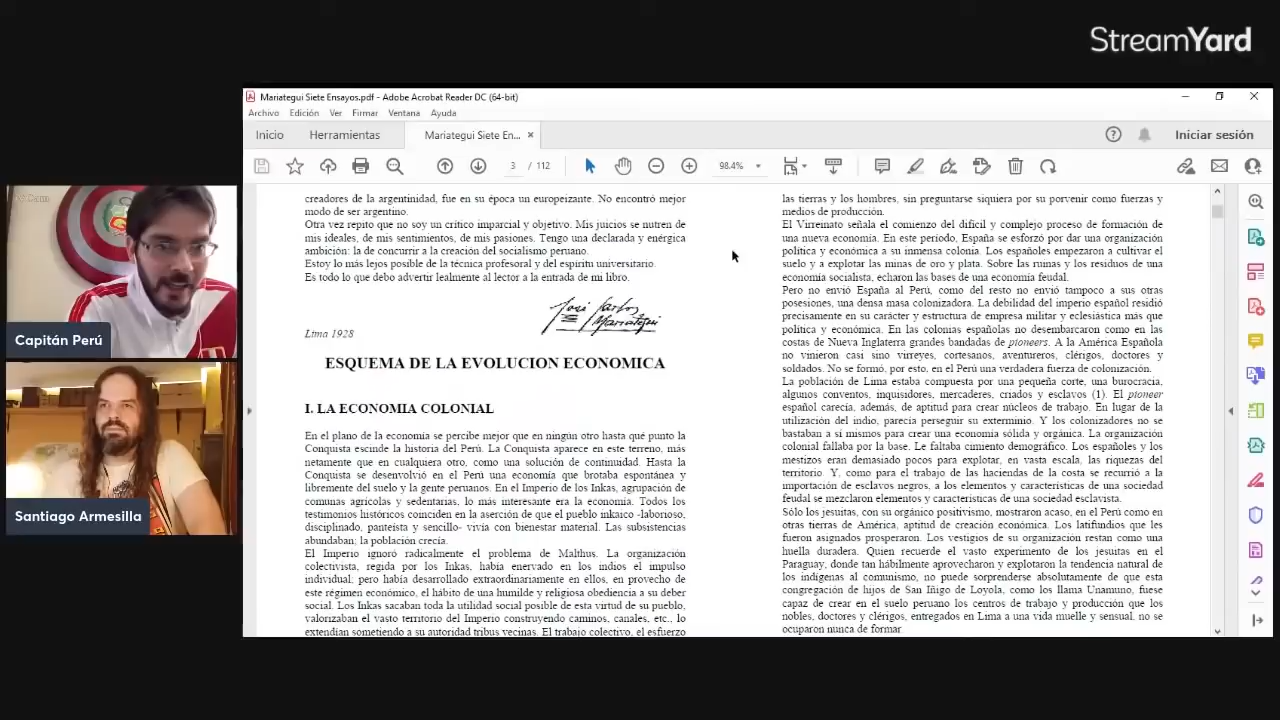 StreamYard
Mariategui Siete Ensayos.pdf - Adobe Acrobat Reader DC (64-bit)
Archivo Edición Ver Firmar Ventana Ayuda
Inicio Herramientas Mariategui Siete En... × Iniciar sesión
3 / 112 98.4%
creadores de la argentinidad, fue en su época un europeizante. No encontró mejor
modo de ser argentino.
Otra vez repito que no soy un crítico imparcial y objetivo. Mis juicios se nutren de
mis ideales, de mis sentimientos, de mis pasiones. Tengo una declarada y enérgica
ambición: la de concurrir a la creación del socialismo peruano.
Estoy lo más lejos posible de la técnica profesoral y del espíritu universitario.
Es todo lo que debo advertir lealmente al lector a la entrada de mi libro.
José Carlos
Mariategui
Lima 1928
ESQUEMA DE LA EVOLUCION ECONOMICA
I. LA ECONOMIA COLONIAL
En el plano de la economía se percibe mejor que en ningún otro hasta qué punto la
Conquista escinde la historia del Perú. La Conquista aparece en este terreno, más
netamente que en cualquiera otro, como una solución de continuidad. Hasta la
Conquista se desenvolvió en el Perú una economía que brotaba espontánea y
libremente del suelo y la gente peruanos. En el Imperio de los Inkas, agrupación de
comunas agrícolas y sedentarias, lo más interesante era la economía. Todos los
testimonios históricos coinciden en la aserción de que el pueblo inkaico -laborioso,
disciplinado, panteísta y sencillo- vivía con bienestar material. Las subsistencias
abundaban; la población crecía.
El Imperio ignoró radicalmente el problema de Malthus. La organización
colectivista, regida por los Inkas, había enervado en los indios el impulso
individual; pero había desarrollado extraordinariamente en ellos, en provecho de
este régimen económico, el hábito de una humilde y religiosa obediencia a su deber
social. Los Inkas sacaban toda la utilidad social posible de esta virtud de su pueblo,
valorizaban el vasto territorio del Imperio construyendo caminos, canales, etc., lo
extendían sometiendo a su autoridad tribus vecinas. El trabajo colectivo, el esfuerzo
las tierras y los hombres, sin preguntarse siquiera por su porvenir como fuerzas y
medios de producción.
El Virreinato señala el comienzo del difícil y complejo proceso de formación de
una nueva economía. En este período, España se esforzó por dar una organización
política y económica a su inmensa colonia. Los españoles empezaron a cultivar el
suelo y a explotar las minas de oro y plata. Sobre las ruinas y los residuos de una
economía socialista, echaron las bases de una economía feudal.
Pero no envió España al Perú, como del resto no envió tampoco a sus otras
posesiones, una densa masa colonizadora. La debilidad del imperio español residió
precisamente en su carácter y estructura de empresa militar y eclesiástica más que
política y económica. En las colonias españolas no desembarcaron como en las
costas de Nueva Inglaterra grandes bandadas de pioneers. A la América Española
no vinieron casi sino virreyes, cortesanos, aventureros, clérigos, doctores y
soldados. No se formó, por esto, en el Perú una verdadera fuerza de colonización.
La población de Lima estaba compuesta por una pequeña corte, una burocracia,
algunos conventos, inquisidores, mercaderes, criados y esclavos (1). El pioneer
español carecía, además, de aptitud para crear núcleos de trabajo. En lugar de la
utilización del indio, parecía perseguir su exterminio. Y los colonizadores no se
bastaban a sí mismos para crear una economía sólida y orgánica. La organización
colonial fallaba por la base. Le faltaba cimiento demográfico. Los españoles y los
mestizos eran demasiado pocos para explotar, en vasta escala, las riquezas del
territorio. Y, como para el trabajo de las haciendas de la costa se recurrió a la
importación de esclavos negros, a los elementos y características de una sociedad
feudal se mezclaron elementos y características de una sociedad esclavista.
Sólo los jesuitas, con su orgánico positivismo, mostraron acaso, en el Perú como en
otras tierras de América, aptitud de creación económica. Los latifundios que les
fueron asignados prosperaron. Los vestigios de su organización restan como una
huella duradera. Quien recuerde el vasto experimento de los jesuitas en el
Paraguay, donde tan hábilmente aprovecharon y explotaron la tendencia natural de
los indígenas al comunismo, no puede sorprenderse absolutamente de que esta
congregación de hijos de San Iñigo de Loyola, como los llama Unamuno, fuese
capaz de crear en el suelo peruano los centros de trabajo y producción que los
nobles, doctores y clérigos, entregados en Lima a una vida muelle y sensual, no se
ocuparon nunca de formar.
Capitán Perú
Santiago Armesilla